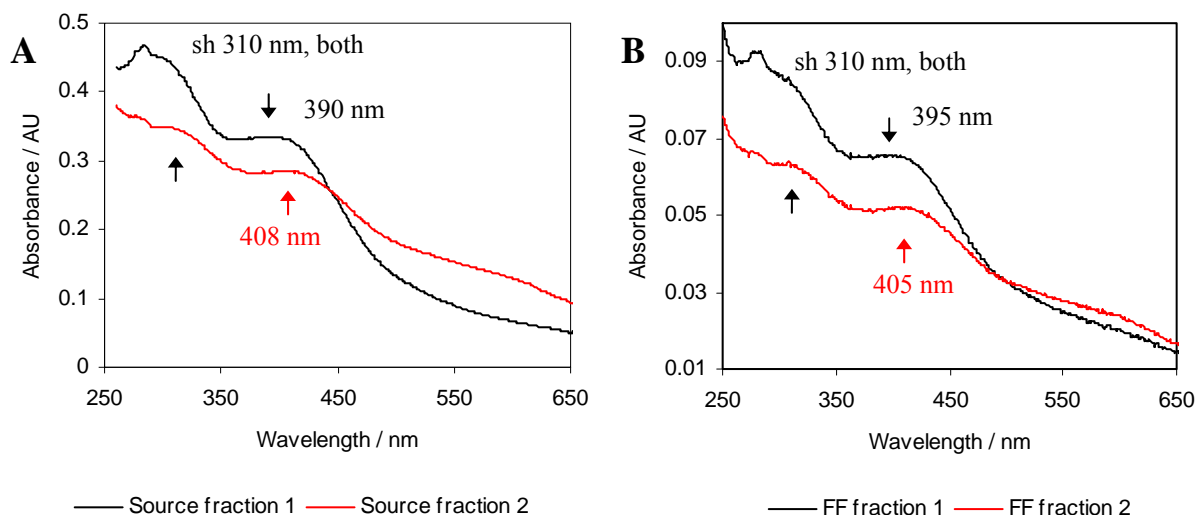 A
0.5
0.4
0.3
0.2
0.1
0
Absorbance / AU
sh 310 nm, both
390 nm
408 nm
250 350 450 550 650
Wavelength / nm
Source fraction 1 Source fraction 2
B
0.09
0.07
0.05
0.03
0.01
Absorbance / AU
sh 310 nm, both
395 nm
405 nm
250 350 450 550 650
Wavelength / nm
FF fraction 1 FF fraction 2